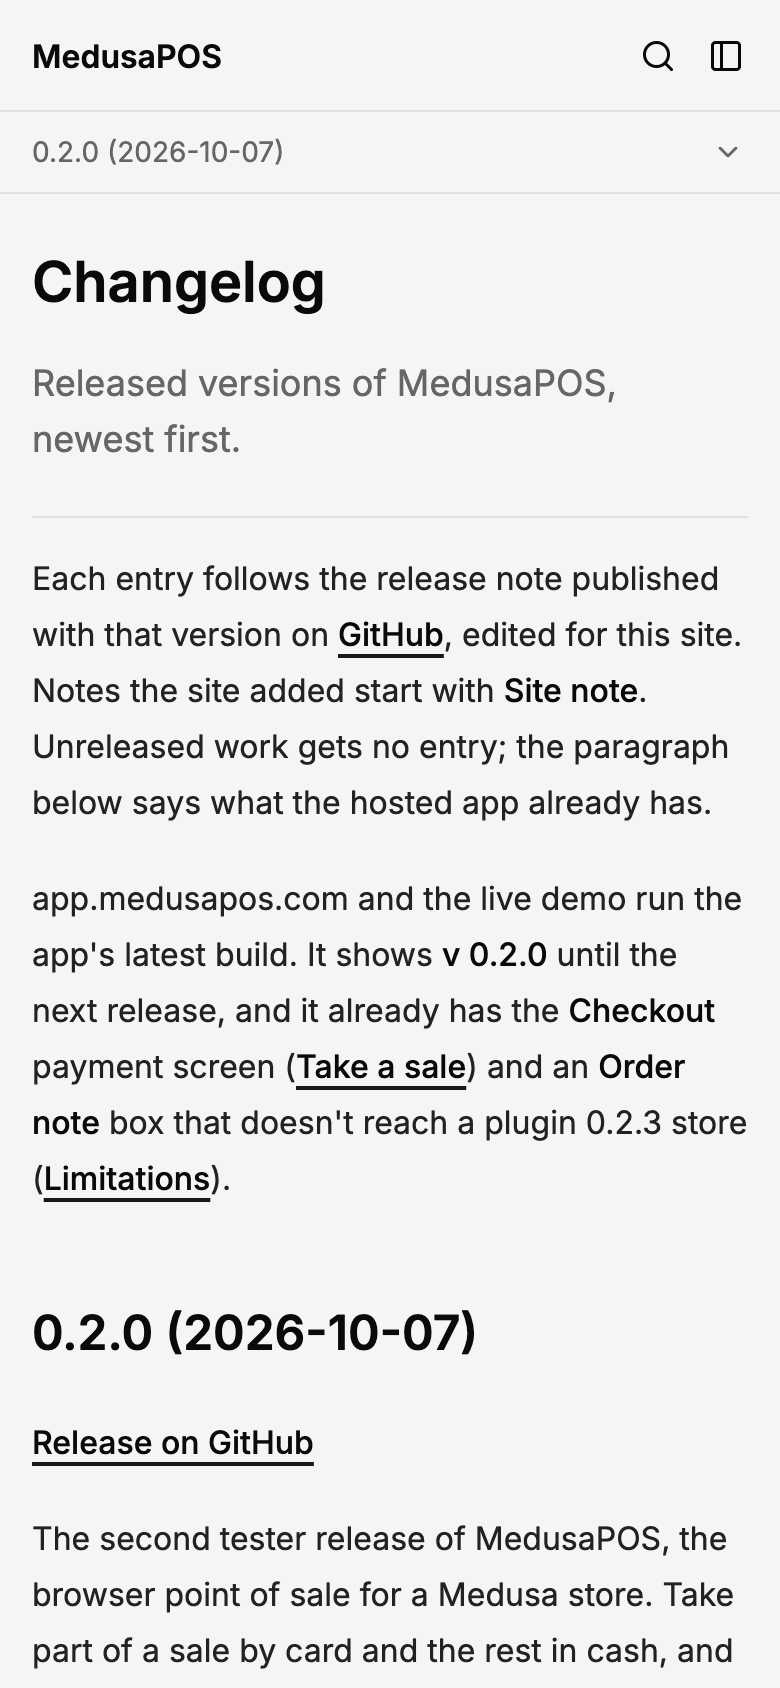 MedusaPOS
0.2.0 (2026-10-07)
Changelog
Released versions of MedusaPOS,
newest first.
Each entry follows the release note published
with that version on GitHub, edited for this site.
Notes the site added start with Site note.
Unreleased work gets no entry; the paragraph
below says what the hosted app already has.
app.medusapos.com and the live demo run the
app's latest build. It shows v 0.2.0 until the
next release, and it already has the Checkout
payment screen (Take a sale) and an Order
note box that doesn't reach a plugin 0.2.3 store
(Limitations).
0.2.0 (2026-10-07)
Release on GitHub
The second tester release of MedusaPOS, the
browser point of sale for a Medusa store. Take
part of a sale by card and the rest in cash, and